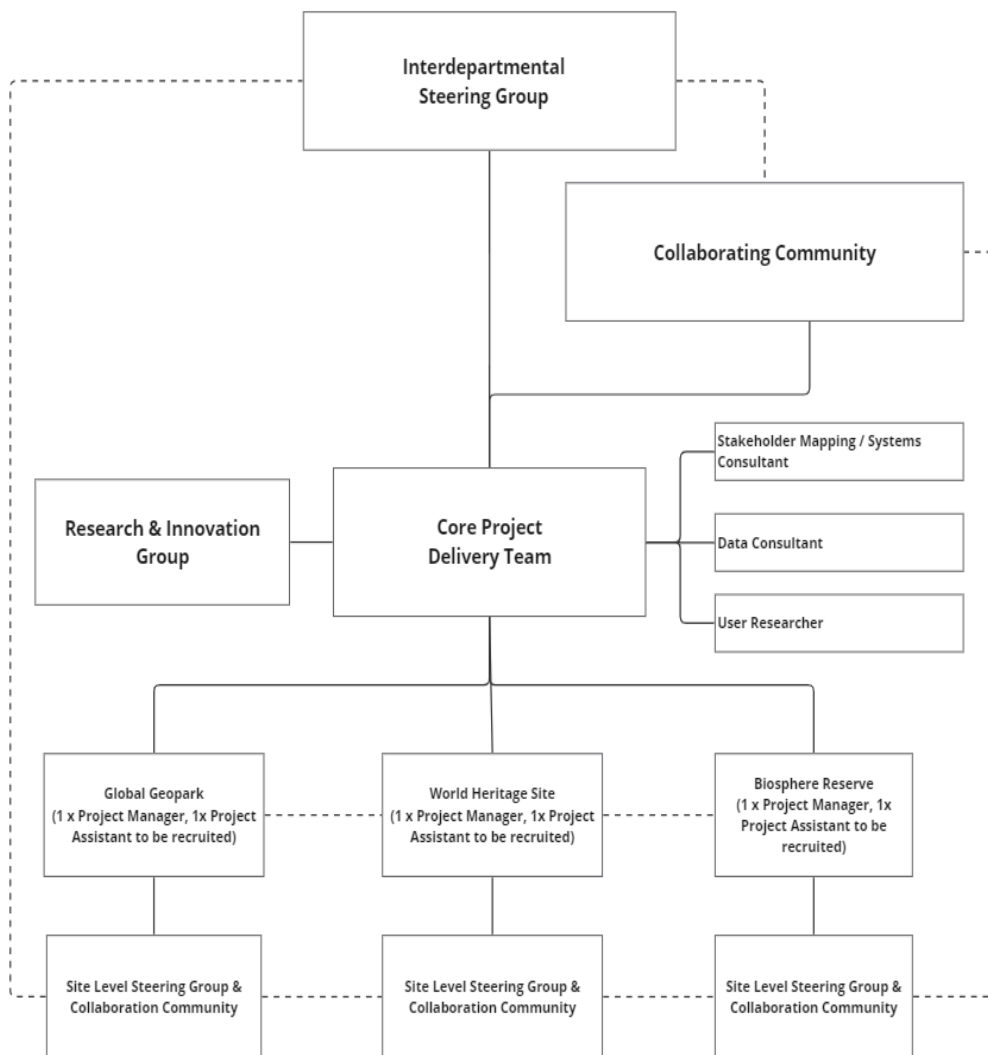 Interdepartmental
Steering Group
Collaborating Community
Stakeholder Mapping / Systems
Consultant
Research & Innovation
Group
Core Project
Delivery Team
Data Consultant
User Researcher
Global Geopark
(1 x Project Manager, 1x Project
Assistant to be recruited)
World Heritage Site
(1 x Project Manager, 1x Project
Assistant to be recruited)
Biosphere Reserve
(1 x Project Manager, 1x
Project Assistant to be
recruited)
Site Level Steering Group &
Collaboration Community
Site Level Steering Group &
Collaboration Community
Site Level Steering Group &
Collaboration Community